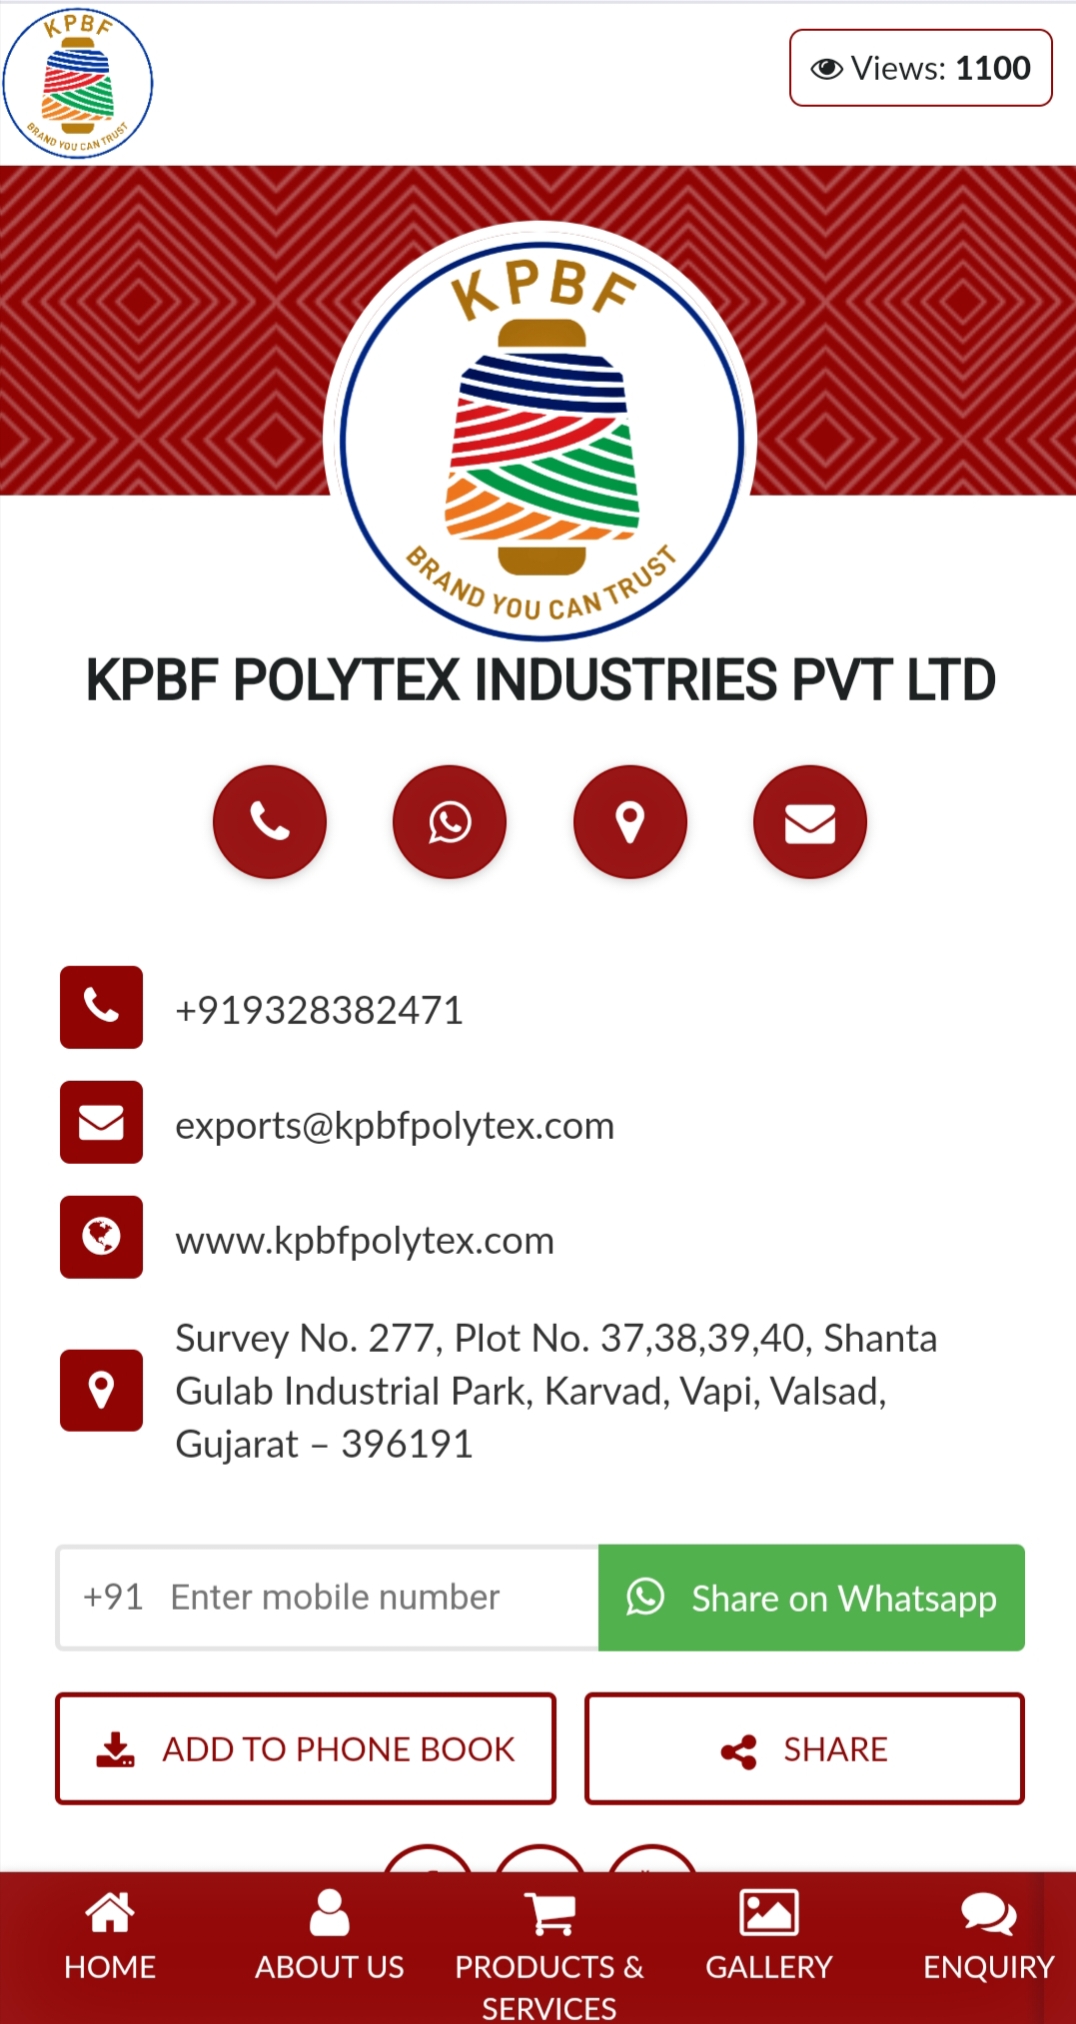 KPBF
BRAND YOU CAN TRUST
Views: 1100
KPBF
BRAND YOU CAN TRUST
KPBF POLYTEX INDUSTRIES PVT LTD
+919328382471
exports@kpbfpolytex.com
www.kpbfpolytex.com
Survey No. 277, Plot No. 37,38,39,40, Shanta
Gulab Industrial Park, Karvad, Vapi, Valsad,
Gujarat – 396191
+91 Enter mobile number Share on Whatsapp
ADD TO PHONE BOOK SHARE
HOME ABOUT US PRODUCTS & GALLERY ENQUIRY
SERVICES